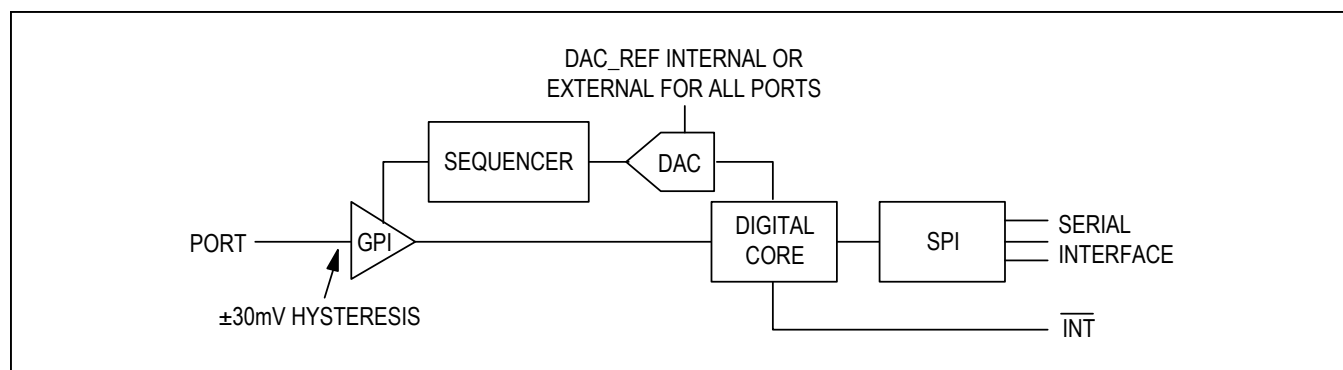 DAC_REF INTERNAL OR
EXTERNAL FOR ALL PORTS
SEQUENCER
DAC
PORT
GPI
DIGITAL
CORE
SPI
SERIAL
INTERFACE
±30mV HYSTERESIS
INT